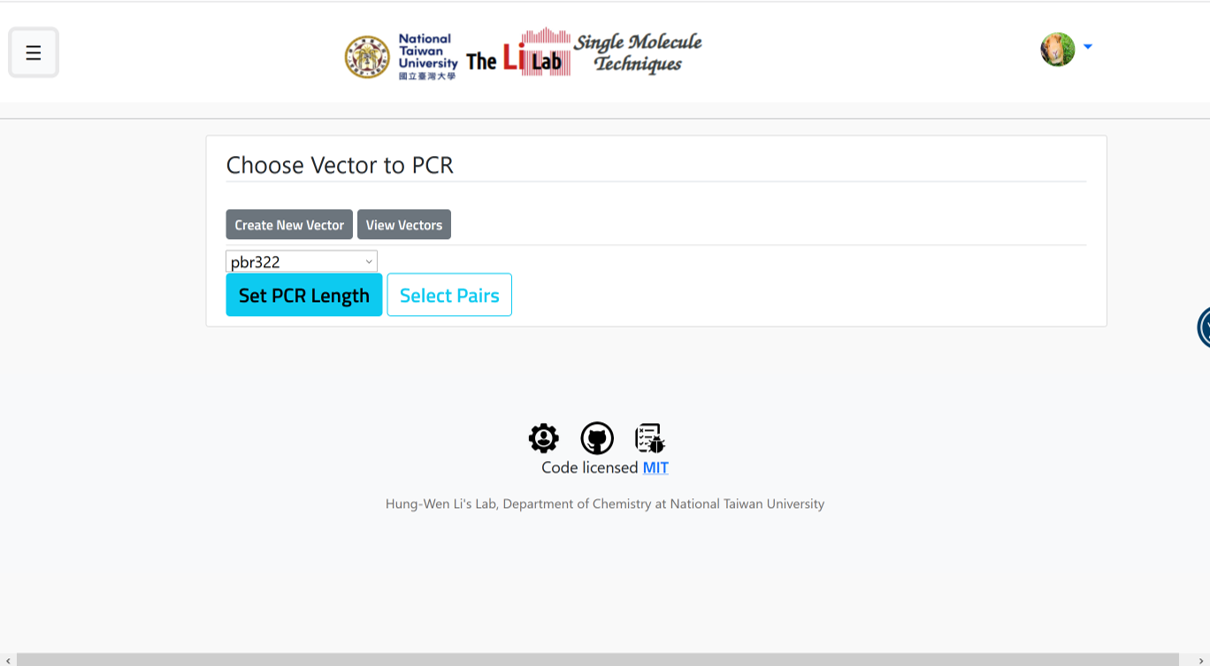 ☰
National
Taiwan
University
國立臺灣大學
The Li Lab
Single Molecule
Techniques
Choose Vector to PCR
Create New Vector
View Vectors
pbr322
Set PCR Length
Select Pairs
Code licensed MIT
Hung-Wen Li's Lab, Department of Chemistry at National Taiwan University